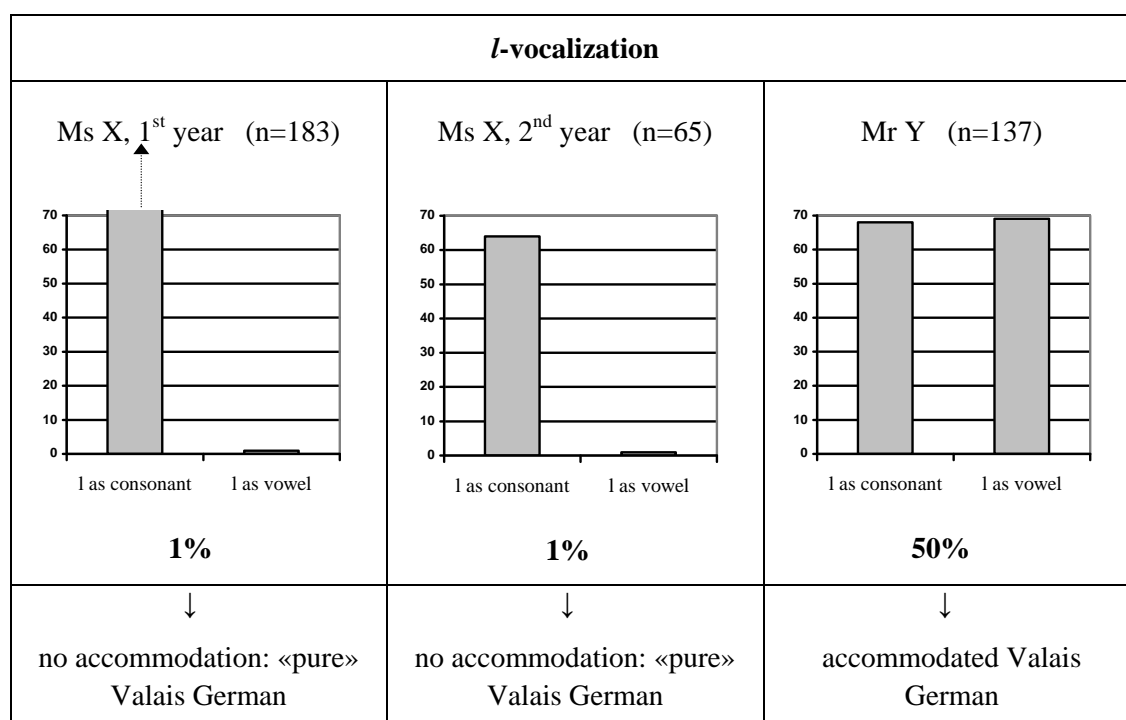 l-vocalization
Ms X, 1st year (n=183)
70
60
50
40
30
20
10
0
l as consonant l as vowel
1%
↓
no accommodation: «pure»
Valais German
Ms X, 2nd year (n=65)
70
60
50
40
30
20
10
0
l as consonant l as vowel
1%
↓
no accommodation: «pure»
Valais German
Mr Y (n=137)
70
60
50
40
30
20
10
0
l as consonant l as vowel
50%
↓
accommodated Valais
German